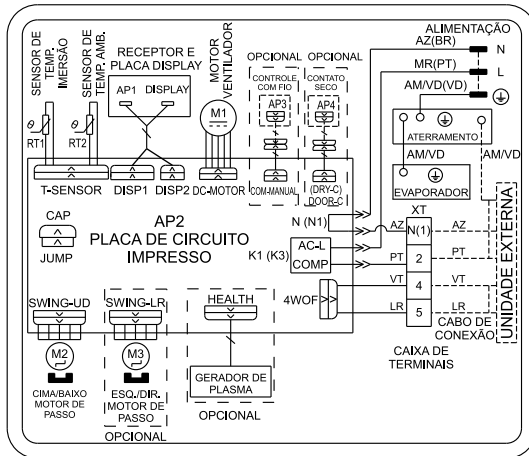 SENSOR DE
TEMP.
IMERSÃO
SENSOR DE
TEMP. AMB.
RECEPTOR E
PLACA DISPLAY
AP1 DISPLAY
MOTOR
VENTILADOR
M1
OPCIONAL
CONTROLE
COM FIO
AP3
OPCIONAL
CONTATO
SECO
AP4
ALIMENTAÇÃO
AZ(BR)
N
MR(PT)
L
AM/VD(VD)
ATERRAMENTO
AM/VD
AM/VD
EVAPORADOR
θ
RT1
θ
RT2
T-SENSOR
DISP1
DISP2
DC-MOTOR
COM-MANUAL
(DRY-C)
DOOR-C
CAP
JUMP
AP2
PLACA DE CIRCUITO
IMPRESSO
N (N1)
AZ
K1 (K3)
AC-L
COMP
PT
4WOF
VT
LR
XT
N(1)
2
4
5
AZ
PT
VT
LR
UNIDADE EXTERNA
CABO DE
CONEXÃO
CAIXA DE
TERMINAIS
SWING-UD
M2
CIMA/BAIXO
MOTOR DE
PASSO
SWING-LR
M3
ESQ./DIR.
MOTOR DE
PASSO
OPCIONAL
HEALTH
GERADOR DE
PLASMA
OPCIONAL